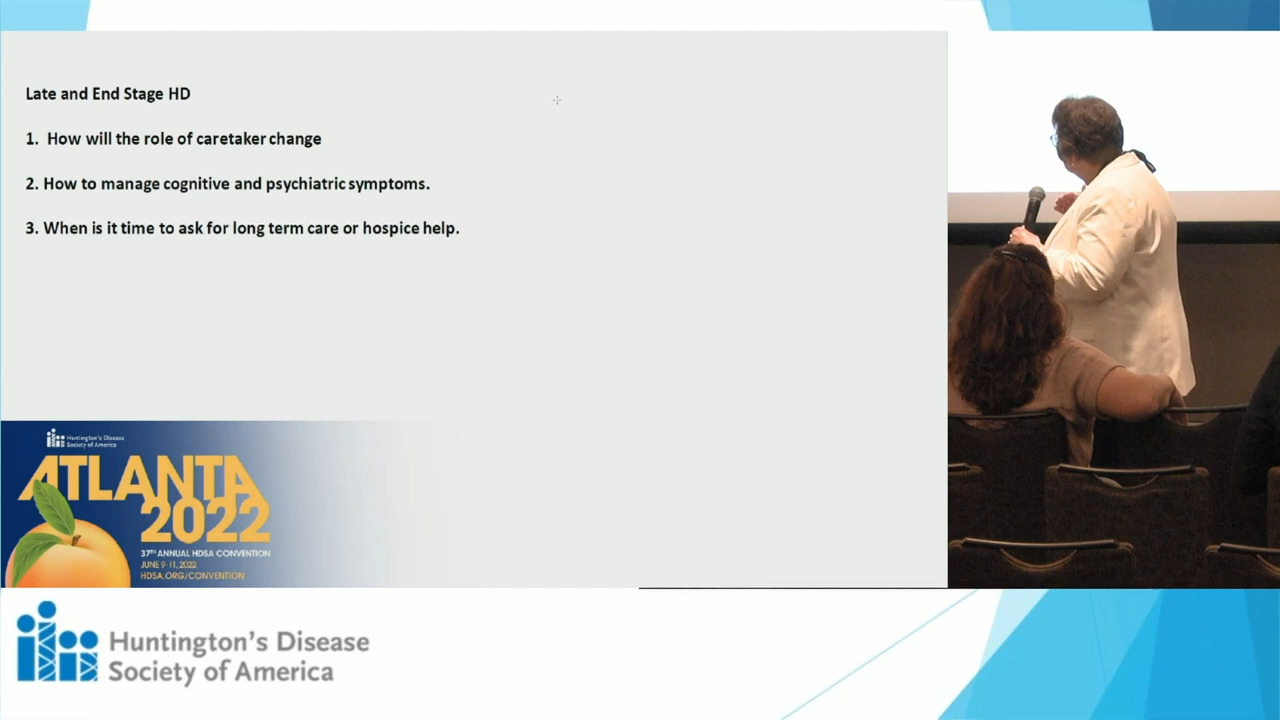 Late and End Stage HD
1. How will the role of caretaker change
2. How to manage cognitive and psychiatric symptoms.
3. When is it time to ask for long term care or hospice help.
Huntington's Disease
Society of America
ATLANTA
2022
37TH ANNUAL HDSA CONVENTION
JUNE 9-11, 2022
HDSA.ORG/CONVENTION
Huntington's Disease
Society of America